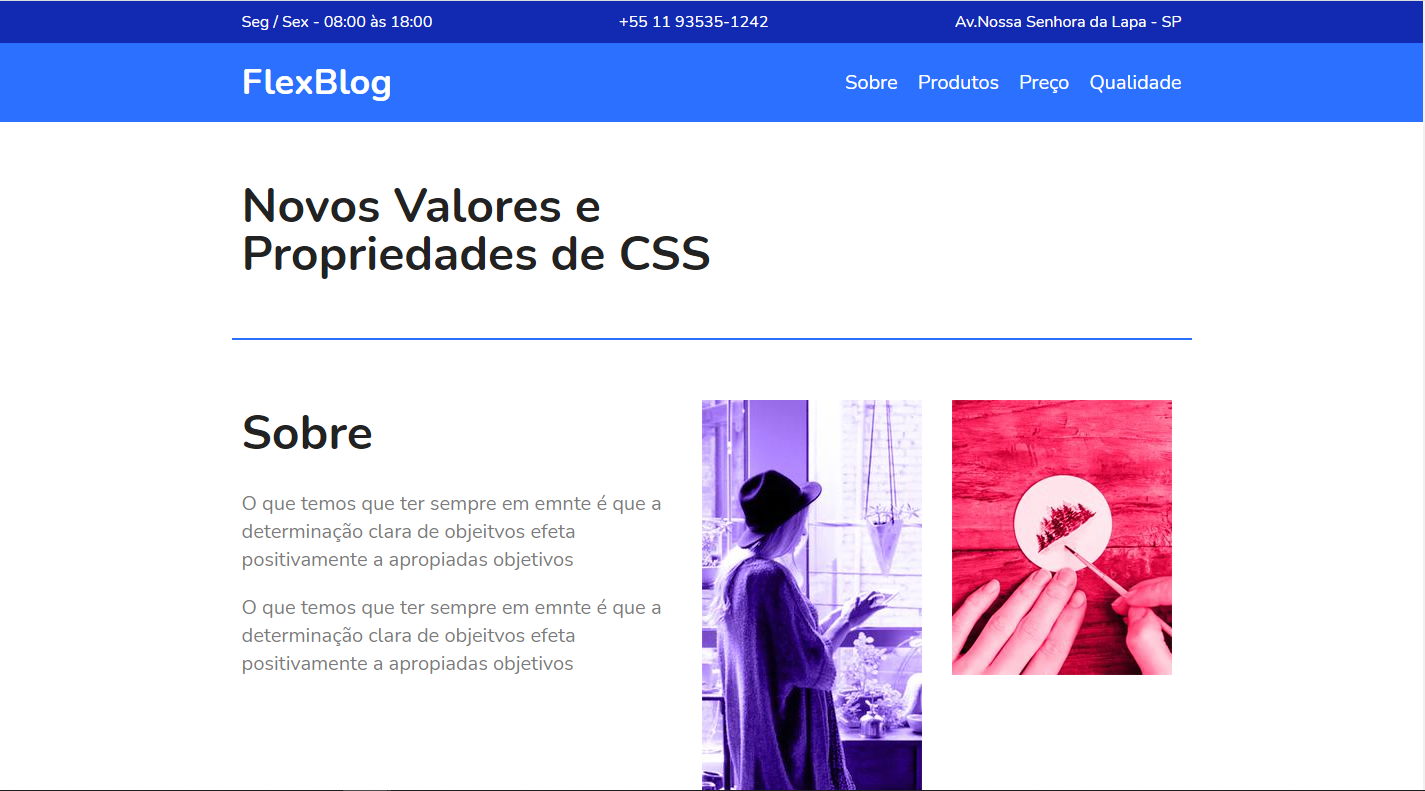 Seg / Sex - 08:00 às 18:00
+55 11 93535-1242
Av.Nossa Senhora da Lapa - SP
FlexBlog
Sobre
Produtos
Preço
Qualidade
Novos Valores e
Propriedades de CSS
Sobre
O que temos que ter sempre em emnte é que a
determinação clara de objeitvos efeta
positivamente a apropiadas objetivos
O que temos que ter sempre em emnte é que a
determinação clara de objeitvos efeta
positivamente a apropiadas objetivos